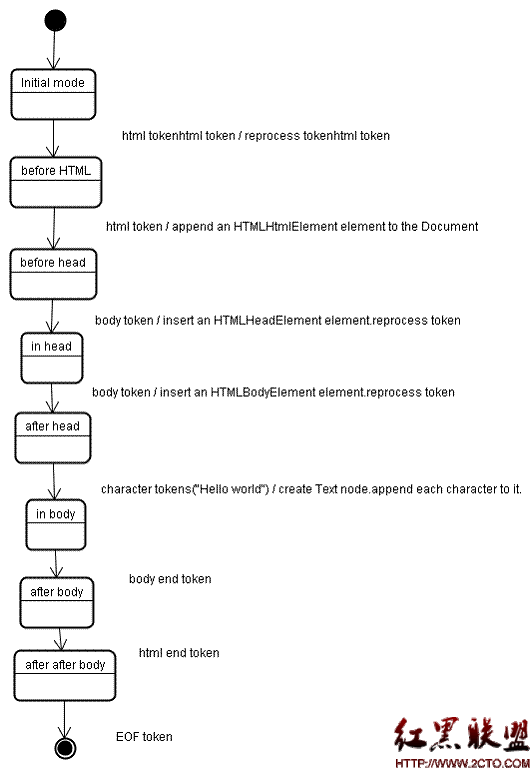 Initial mode
html tokenhtml token / reprocess tokenhtml token
before HTML
html token / append an HTMLHtmlElement element to the Document
before head
body token / insert an HTMLHeadElement element.reprocess token
in head
body token / insert an HTMLBodyElement element.reprocess token
after head
character tokens("Hello world") / create Text node.append each character to it.
in body
body end token
after body
html end token
after after body
EOF token
红黑联盟
HTTP://WWW.2CTO.COM